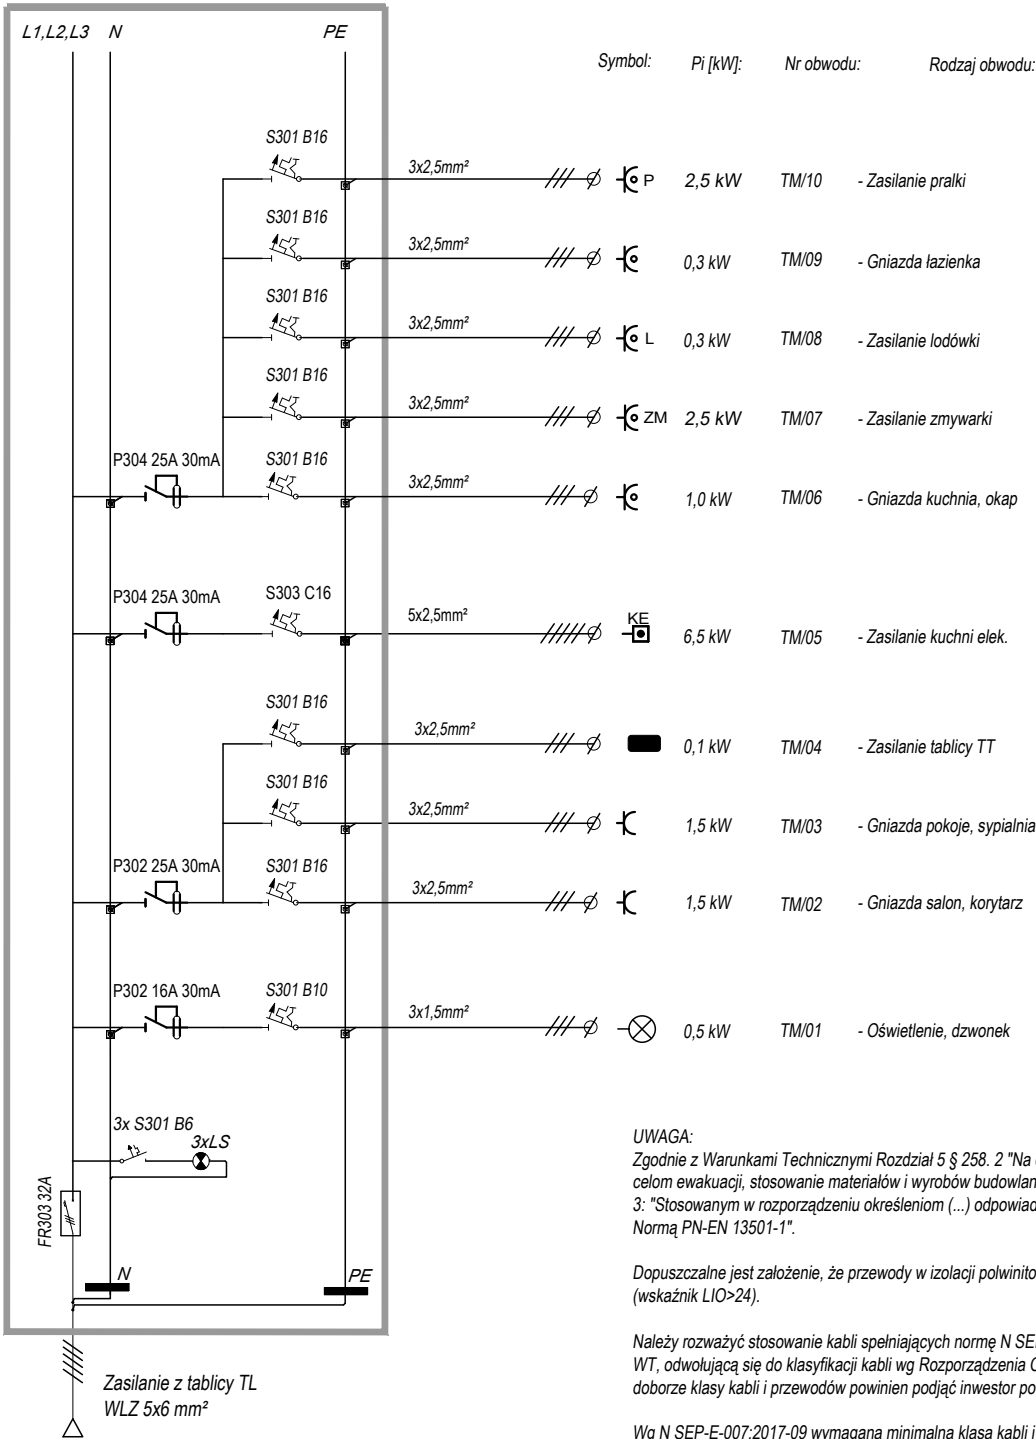 L1,L2,L3 N PE
Symbol: Pi [kW]: Nr obwodu: Rodzaj obwodu:
S301 B16
3x2,5mm² P 2,5 kW TM/10 - Zasilanie pralki
S301 B16
3x2,5mm² 0,3 kW TM/09 - Gniazda łazienka
S301 B16
3x2,5mm² L 0,3 kW TM/08 - Zasilanie lodówki
S301 B16
3x2,5mm² ZM 2,5 kW TM/07 - Zasilanie zmywarki
P304 25A 30mA S301 B16
3x2,5mm² 1,0 kW TM/06 - Gniazda kuchnia, okap
P304 25A 30mA S303 C16
5x2,5mm² KE 6,5 kW TM/05 - Zasilanie kuchni elek.
S301 B16
3x2,5mm² 0,1 kW TM/04 - Zasilanie tablicy TT
S301 B16
3x2,5mm² 1,5 kW TM/03 - Gniazda pokoje, sypialnia
P302 25A 30mA S301 B16
3x2,5mm² 1,5 kW TM/02 - Gniazda salon, korytarz
P302 16A 30mA S301 B10
3x1,5mm² 0,5 kW TM/01 - Oświetlenie, dzwonek
3x S301 B6
3xLS
FR303 32A
N PE
Zasilanie z tablicy TL
WLZ 5x6 mm²
UWAGA:
Zgodnie z Warunkami Technicznymi Rozdział 5 § 258. 2 "Na
celom ewakuacji, stosowanie materiałów i wyrobów budowlan
3: "Stosowanym w rozporządzeniu określeniom (...) odpowiad
Normą PN-EN 13501-1".
Dopuszczalne jest założenie, że przewody w izolacji polwinito
(wskaźnik LIO>24).
Należy rozważyć stosowanie kabli spełniających normę N SE
WT, odwołującą się do klasyfikacji kabli wg Rozporządzenia
doborze klasy kabli i przewodów powinien podjąć inwestor po
Wg N SEP-E-007:2017-09 wymagana minimalna klasa kabli i